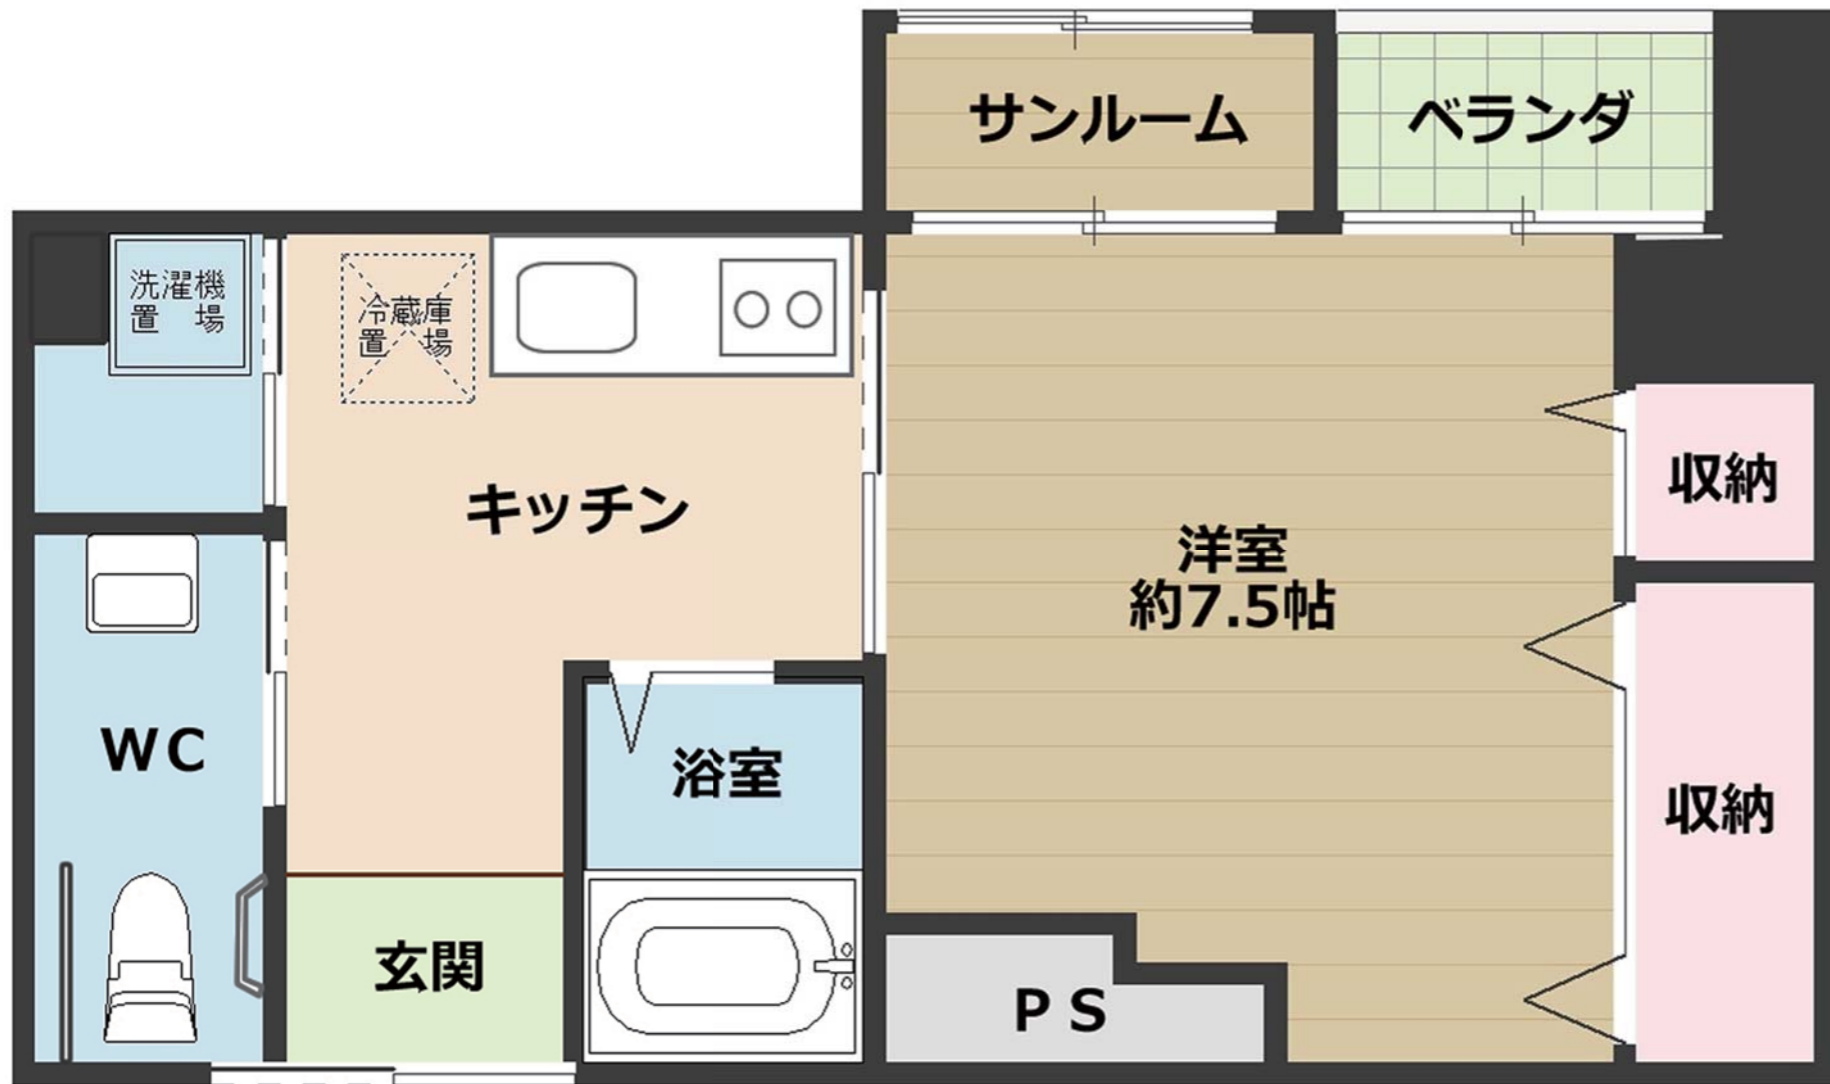 サンルーム
ベランダ
洗濯機
置　場
冷蔵庫
置　場
キッチン
収納
洋室
約7.5帖
ＷＣ
浴室
収納
玄関
ＰＳ